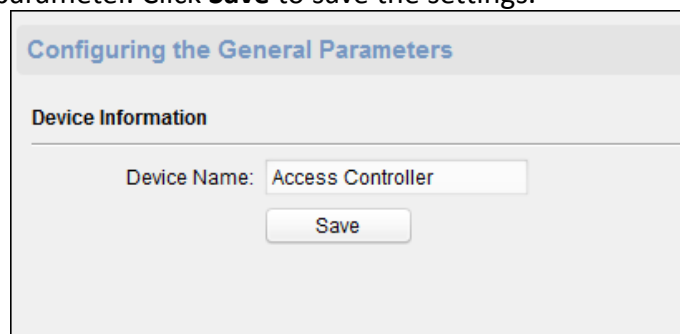 parameter. Click Save to save the settings.
Configuring the General Parameters
Device Information
Device Name: Access Controller
Save